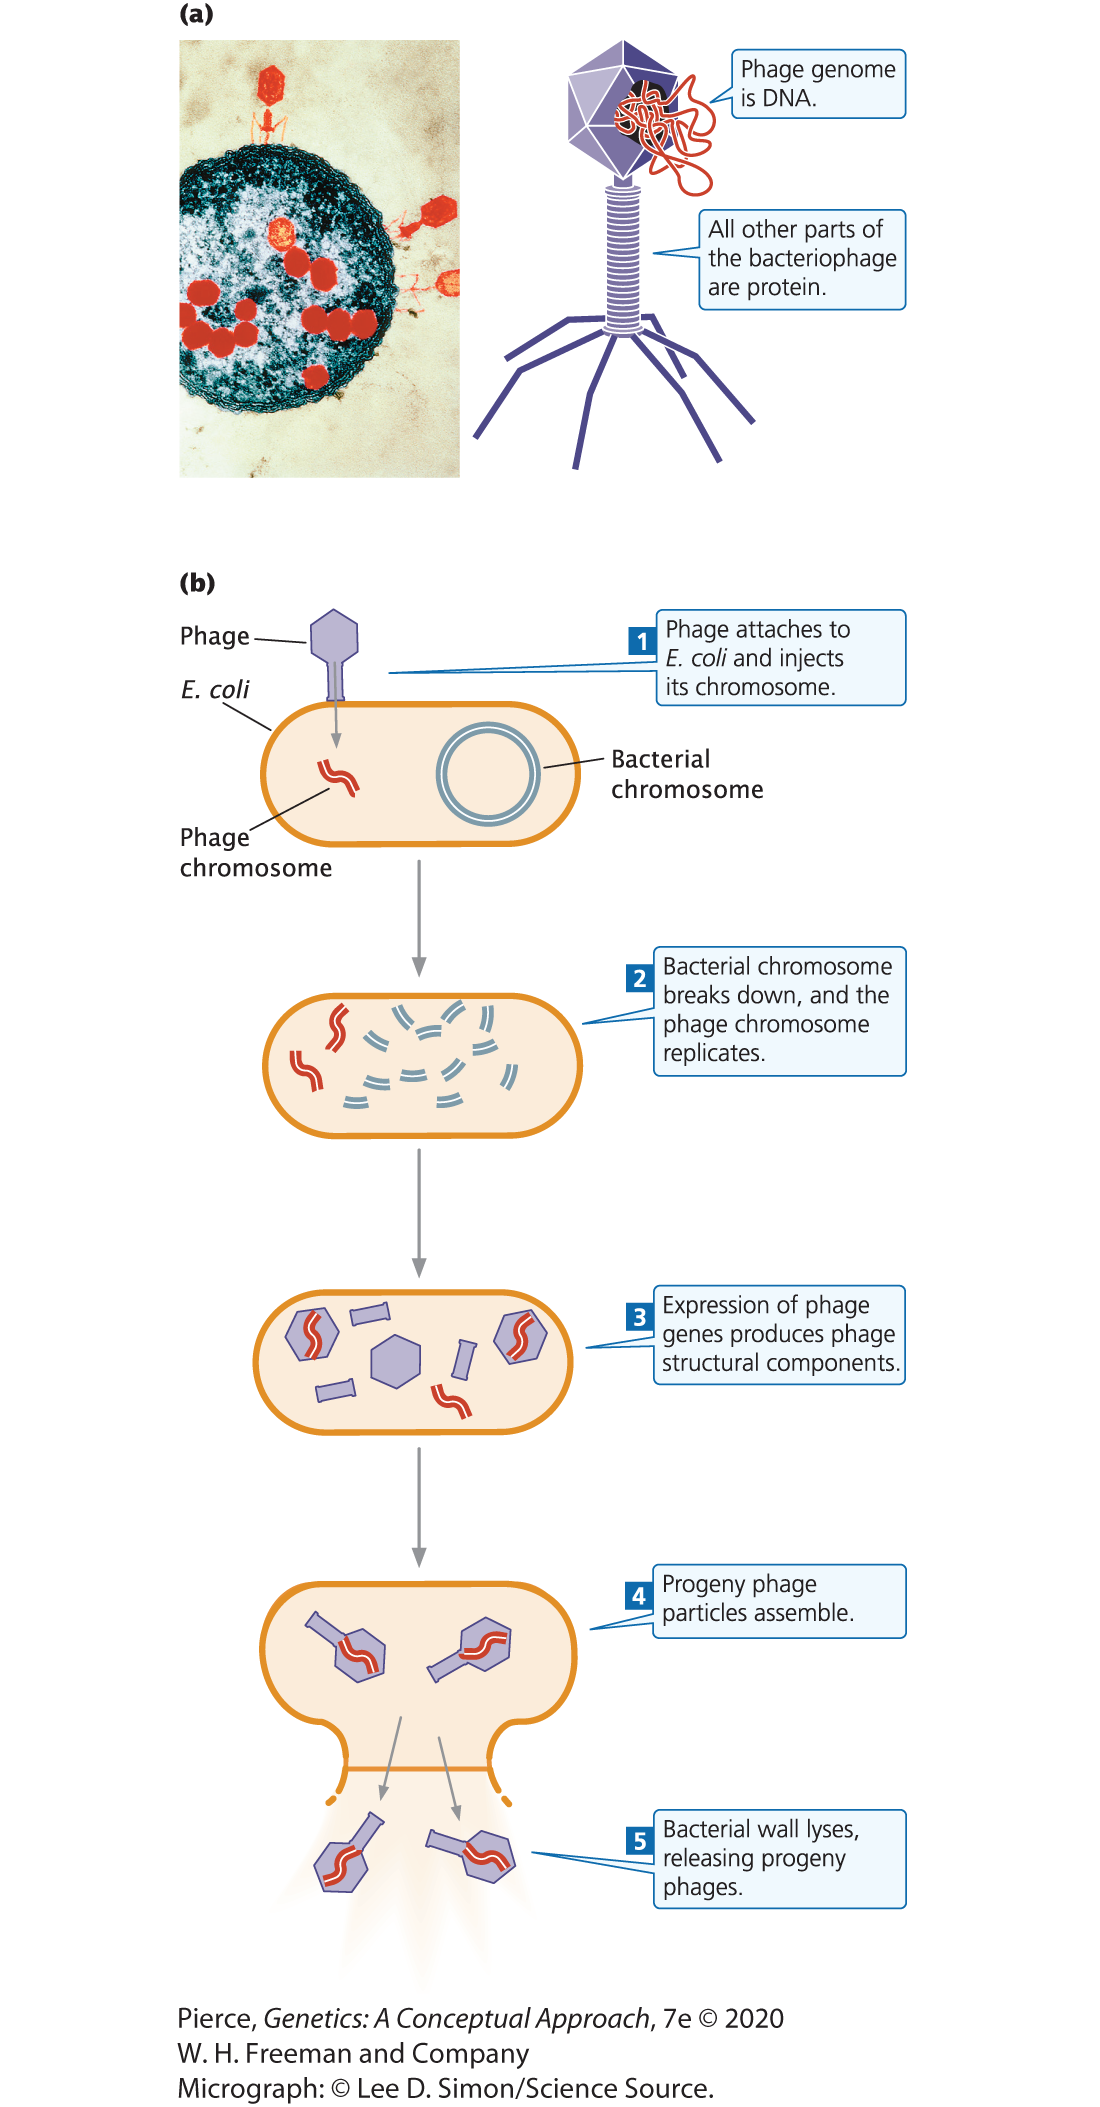 (a)
Phage genome
is DNA.
All other parts of
the bacteriophage
are protein.
(b)
Phage
E. coli
1
Phage attaches to
E. coli and injects
its chromosome.
Bacterial
chromosome
Phage
chromosome
2
Bacterial chromosome
breaks down, and the
phage chromosome
replicates.
3
Expression of phage
genes produces phage
structural components.
4
Progeny phage
particles assemble.
5
Bacterial wall lyses,
releasing progeny
phages.
Pierce, Genetics: A Conceptual Approach, 7e © 2020
W. H. Freeman and Company
Micrograph: © Lee D. Simon/Science Source.